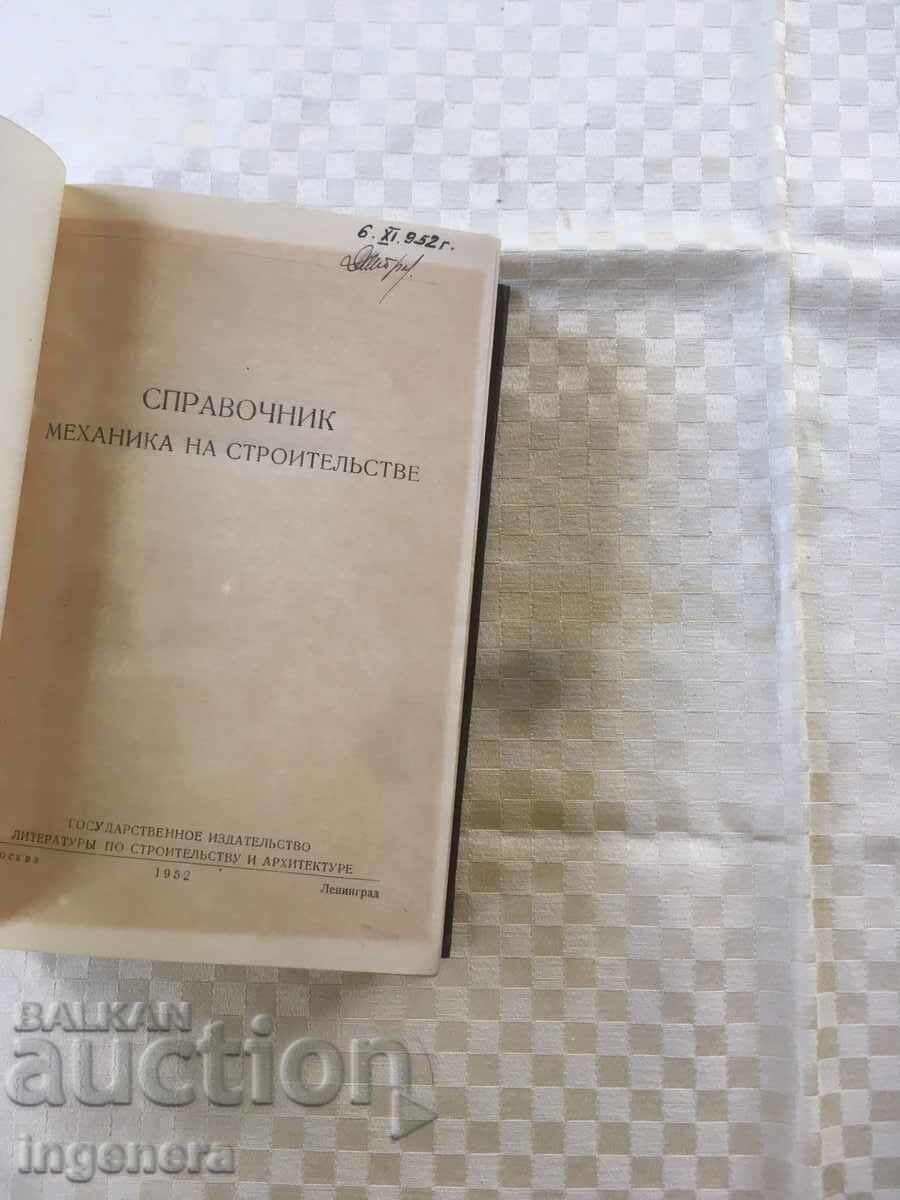 6. XI. 952 г.
СПРАВОЧНИК
МЕХАНИКА НА СТРОИТЕЛЬСТВЕ
ГОСУДАРСТВЕННОЕ ИЗДАТЕЛЬСТВО
ЛИТЕРАТУРЫ ПО СТРОИТЕЛЬСТВУ И АРХИТЕКТУРЕ
1952
Ленинград
BALKAN
auction
ingenera